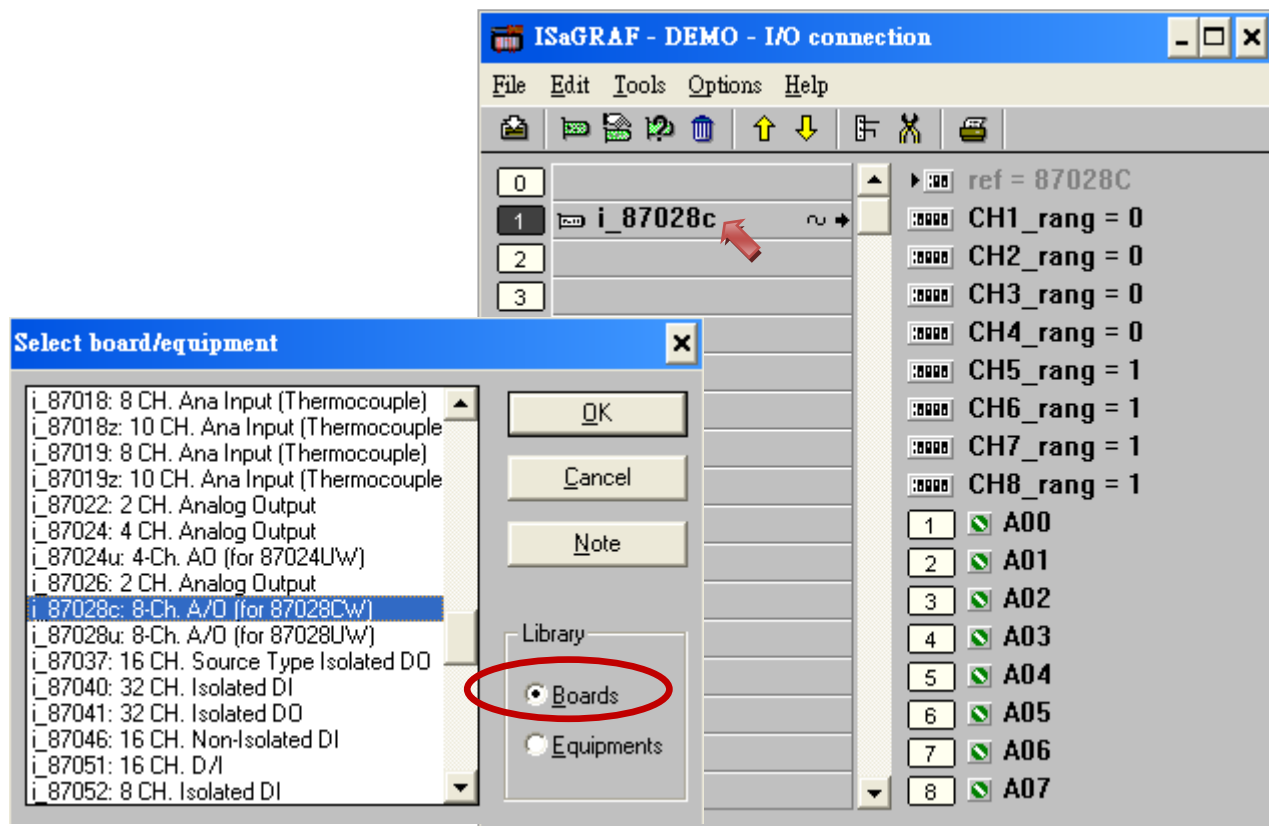 ISaGRAF - DEMO - I/O connection
File Edit Tools Options Help
0
1 i_87028c
2
3
ref = 87028C
CH1_rang = 0
CH2_rang = 0
CH3_rang = 0
CH4_rang = 0
CH5_rang = 1
CH6_rang = 1
CH7_rang = 1
CH8_rang = 1
1 A00
2 A01
3 A02
4 A03
5 A04
6 A05
7 A06
8 A07
Select board/equipment
i_87018: 8 CH. Ana Input (Thermocouple)
i_87018z: 10 CH. Ana Input (Thermocouple
i_87019: 8 CH. Ana Input (Thermocouple)
i_87019z: 10 CH. Ana Input (Thermocouple
i_87022: 2 CH. Analog Output
i_87024: 4 CH. Analog Output
i_87024u: 4-Ch. AO (for 87024UW)
i_87026: 2 CH. Analog Output
i_87028c: 8-Ch. A/O (for 87028CW)
i_87028u: 8-Ch. A/O (for 87028UW)
i_87037: 16 CH. Source Type Isolated DO
i_87040: 32 CH. Isolated DI
i_87041: 32 CH. Isolated DO
i_87046: 16 CH. Non-Isolated DI
i_87051: 16 CH. D/I
i_87052: 8 CH. Isolated DI
OK
Cancel
Note
Library
Boards
Equipments